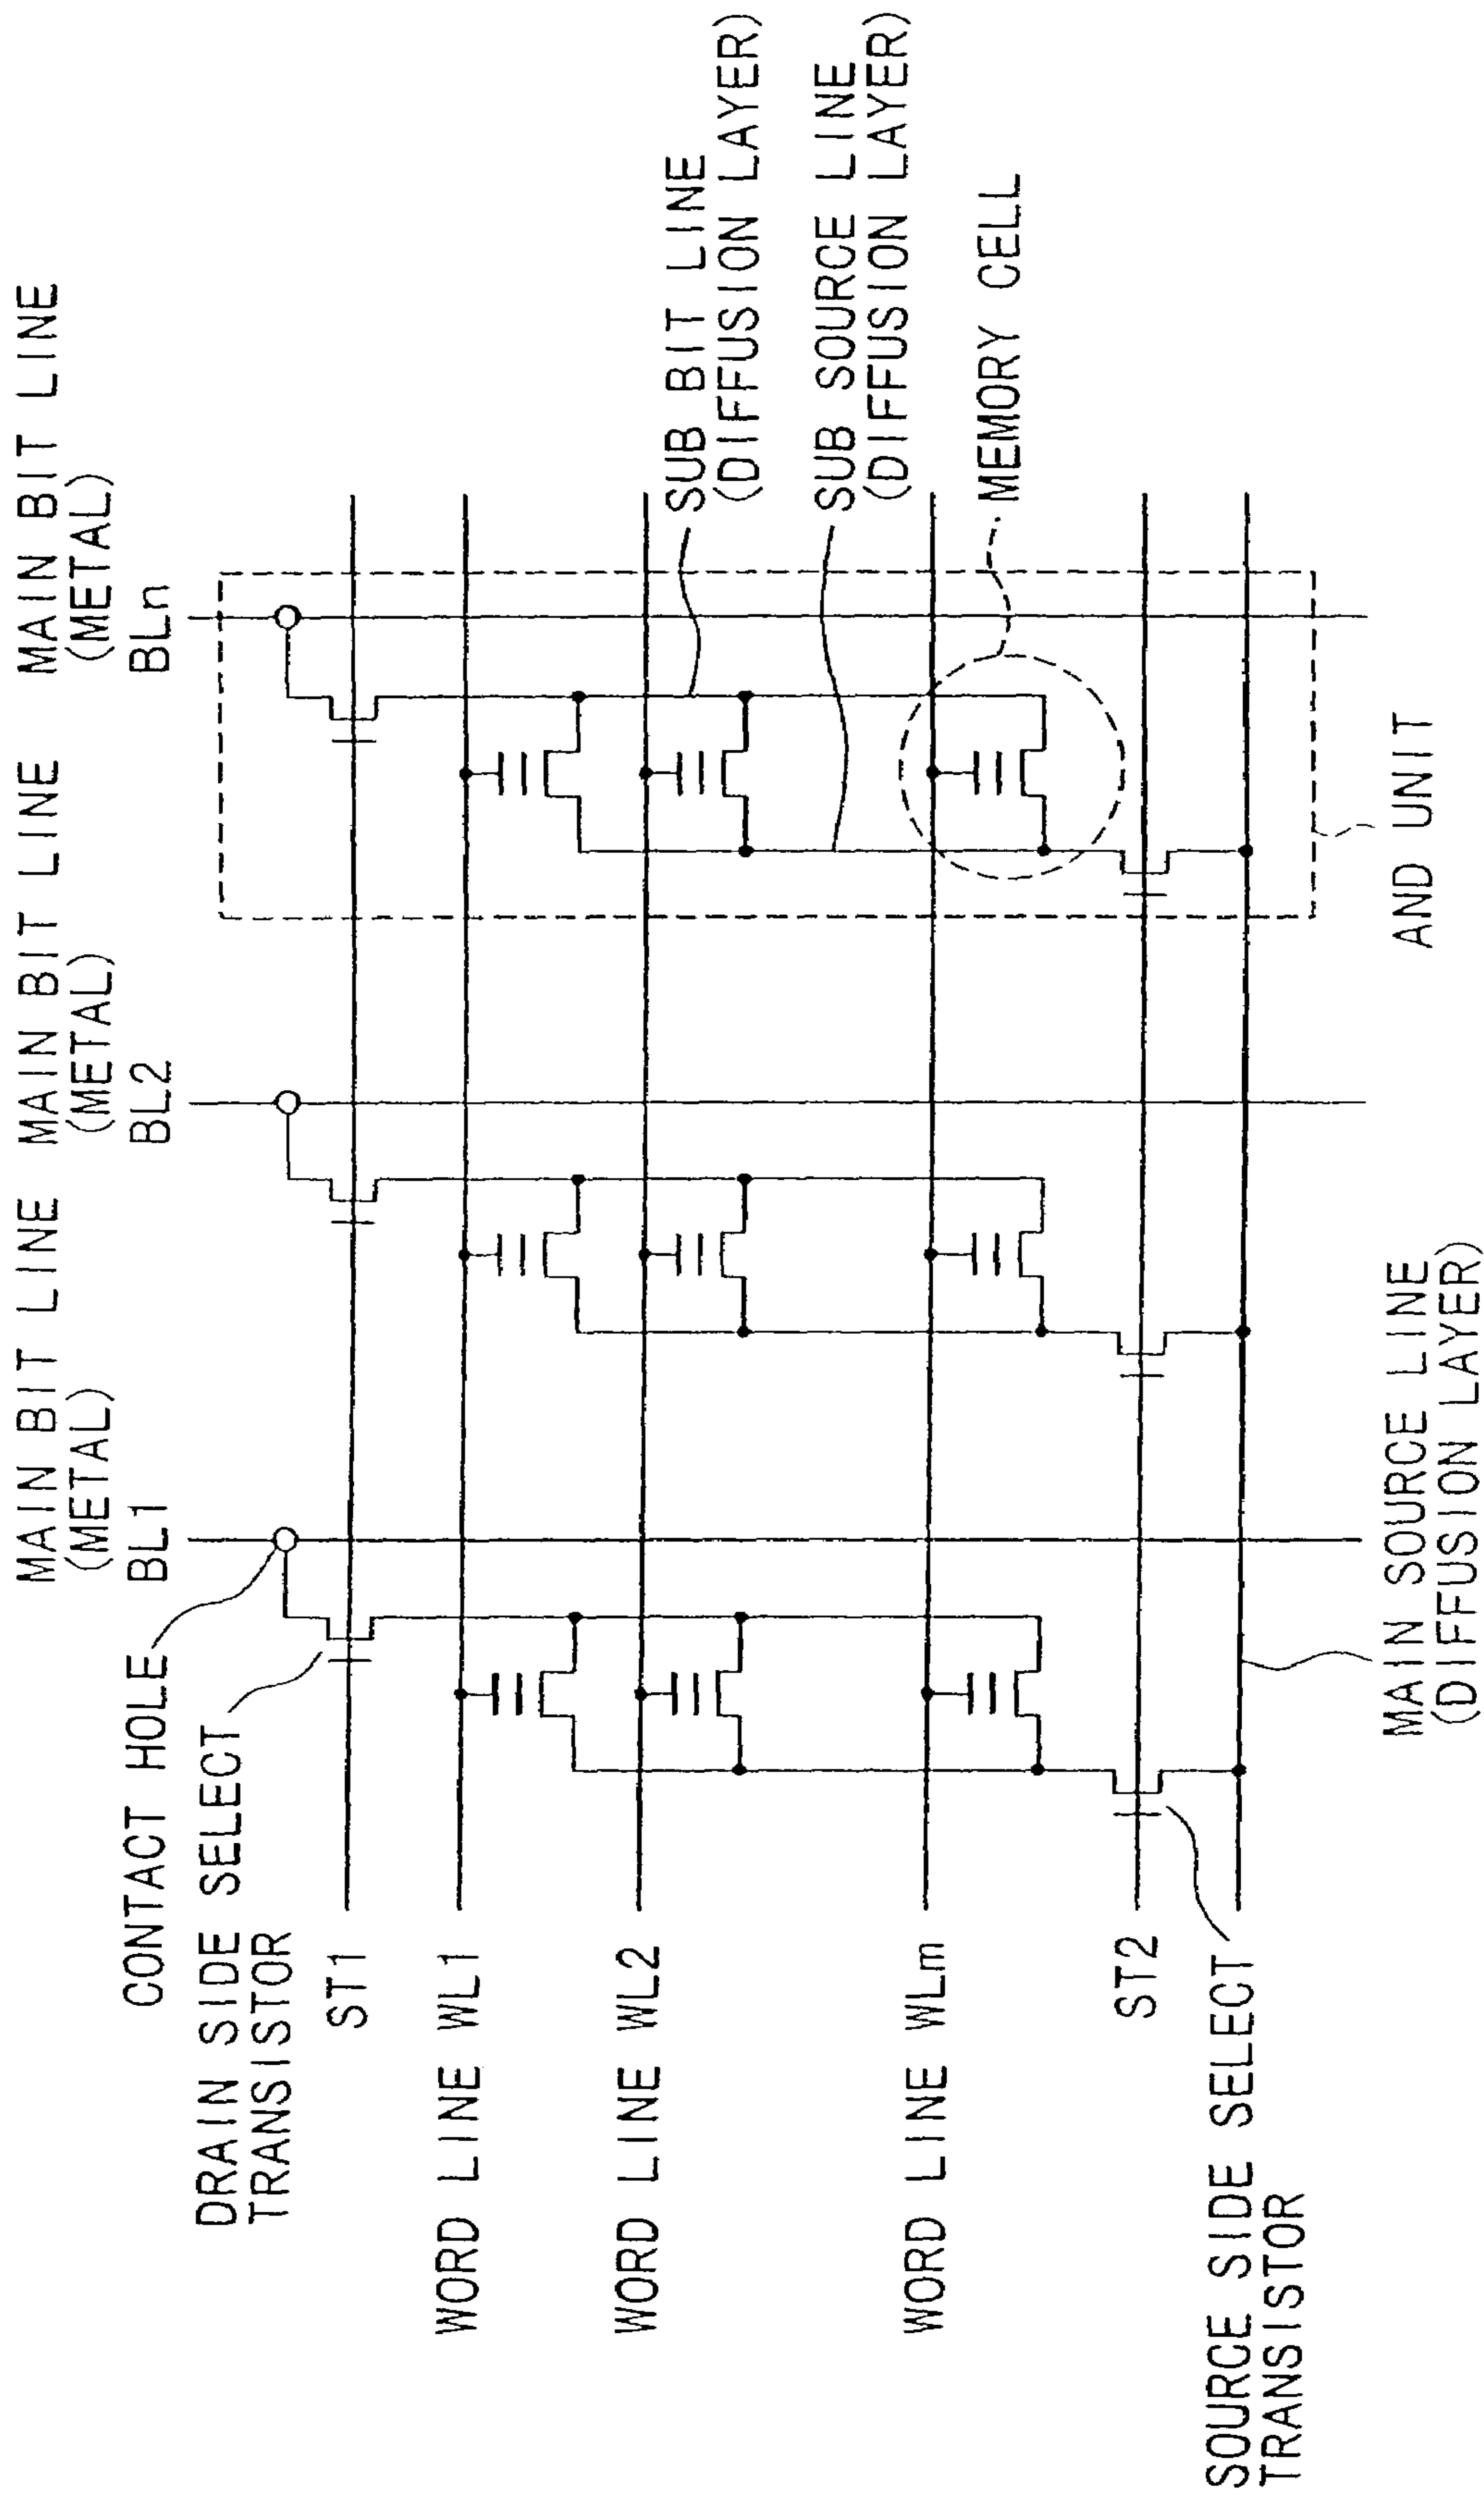 MAIN BIT LINE
(METAL)
BL1
MAIN BIT LINE
(METAL)
BL2
MAIN BIT LINE
(METAL)
BLn
CONTACT HOLE
DRAIN SIDE SELECT
TRANSISTOR
ST1
WORD LINE WL1
WORD LINE WL2
WORD LINE WLm
ST2
SOURCE SIDE SELECT
TRANSISTOR
SUB BIT LINE
(DIFFUSION LAYER)
SUB SOURCE LINE
(DIFFUSION LAYER)
MEMORY CELL
MAIN SOURCE LINE
(DIFFUSION LAYER)
AND UNIT